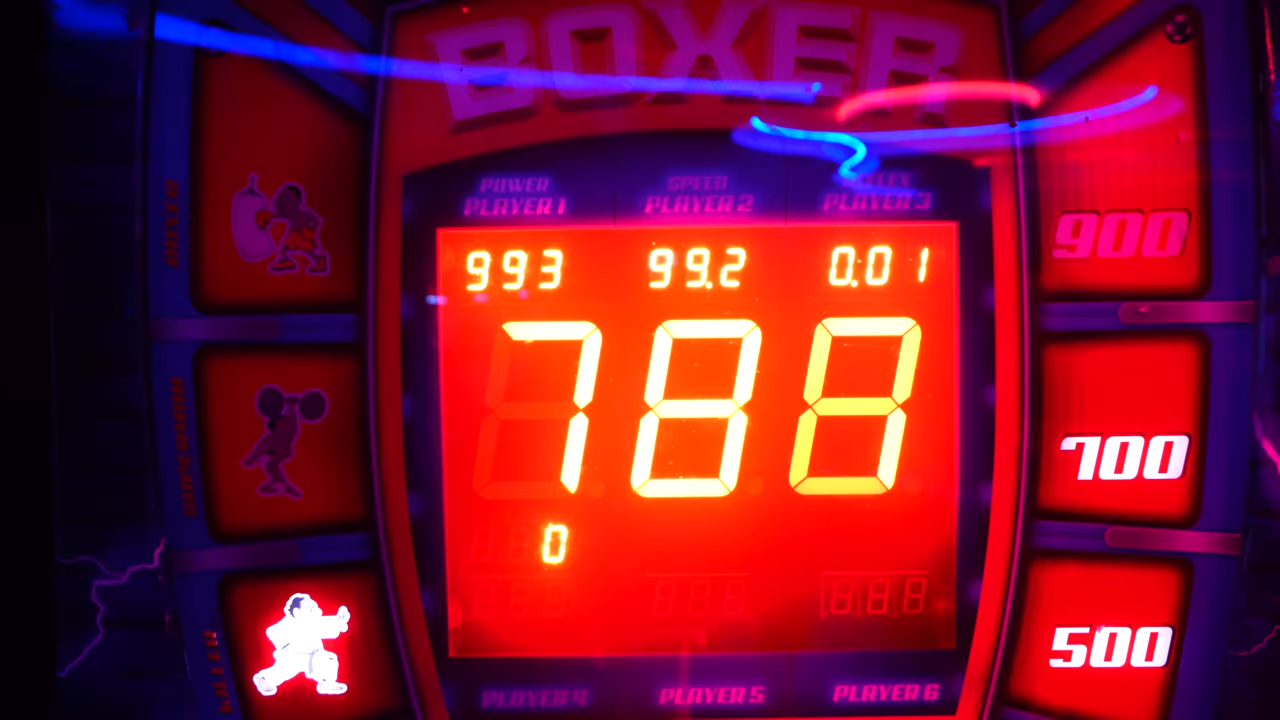 BOXER
POWER SPEED
PLAYER 1 PLAYER 2 PLAYER 3
993 99.2 0.01
900
788
700
0
500
KILLER
PLAYER 4 PLAYER 5 PLAYER 6